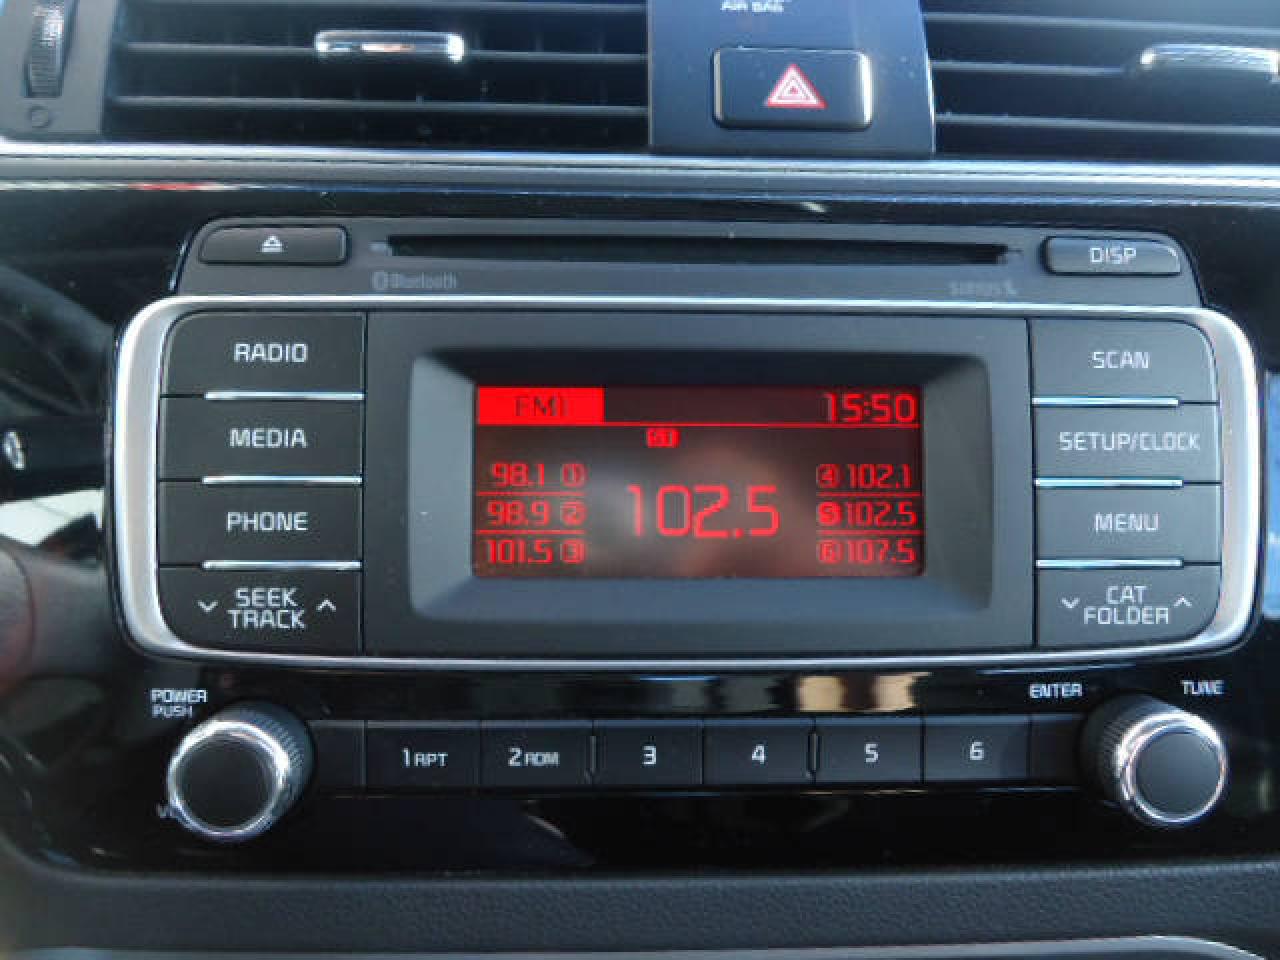 AIR BAG
DISP
Bluetooth
SIRIUS
RADIO
SCAN
MEDIA
SETUP/CLOCK
PHONE
MENU
SEEK
TRACK
CAT
FOLDER
FM1
15:50
98.1 1
4 102.1
98.9 2
102.5
5 102.5
101.5 3
6 107.5
POWER
PUSH
ENTER
TUNE
1 RPT
2 RDM
3
4
5
6